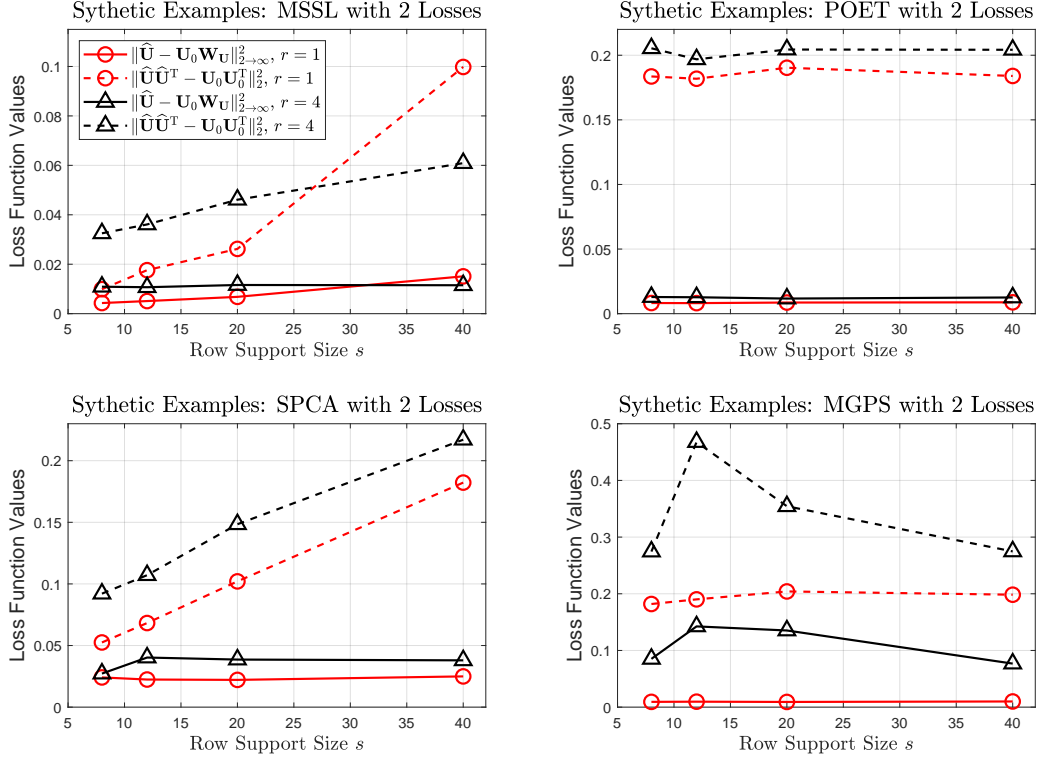 Sythetic Examples: MSSL with 2 Losses
Loss Function Values
0.1
0.08
0.06
0.04
0.02
0
‖Û − U₀W_U‖²₂→∞, r = 1
‖ÛÛᵀ − U₀U₀ᵀ‖²₂, r = 1
‖Û − U₀W_U‖²₂→∞, r = 4
‖ÛÛᵀ − U₀U₀ᵀ‖²₂, r = 4
5 10 15 20 25 30 35 40
Row Support Size s
Sythetic Examples: POET with 2 Losses
Loss Function Values
0.2
0.15
0.1
0.05
0
5 10 15 20 25 30 35 40
Row Support Size s
Sythetic Examples: SPCA with 2 Losses
Loss Function Values
0.2
0.15
0.1
0.05
0
5 10 15 20 25 30 35 40
Row Support Size s
Sythetic Examples: MGPS with 2 Losses
Loss Function Values
0.5
0.4
0.3
0.2
0.1
0
5 10 15 20 25 30 35 40
Row Support Size s